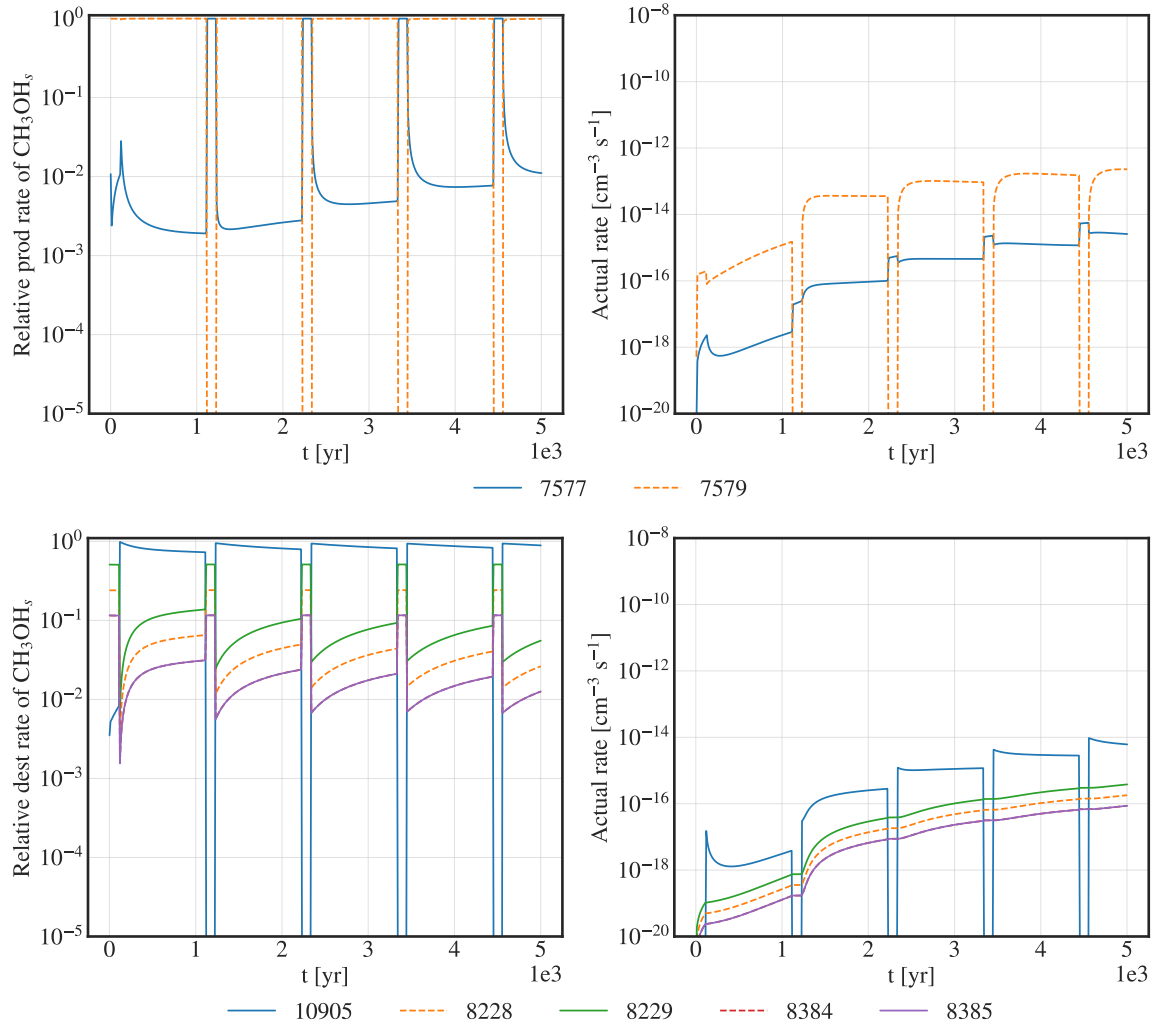 Relative prod rate of CH₃OHₛ
10⁰
10⁻¹
10⁻²
10⁻³
10⁻⁴
10⁻⁵
0 1 2 3 4 5
t [yr] 1e3
Actual rate [cm⁻³ s⁻¹]
10⁻⁸
10⁻¹⁰
10⁻¹²
10⁻¹⁴
10⁻¹⁶
10⁻¹⁸
10⁻²⁰
0 1 2 3 4 5
t [yr] 1e3
7577 7579
Relative dest rate of CH₃OHₛ
10⁰
10⁻¹
10⁻²
10⁻³
10⁻⁴
10⁻⁵
0 1 2 3 4 5
t [yr] 1e3
Actual rate [cm⁻³ s⁻¹]
10⁻⁸
10⁻¹⁰
10⁻¹²
10⁻¹⁴
10⁻¹�6
10⁻¹⁸
10⁻²⁰
0 1 2 3 4 5
t [yr] 1e3
10905 8228 8229 8384 8385